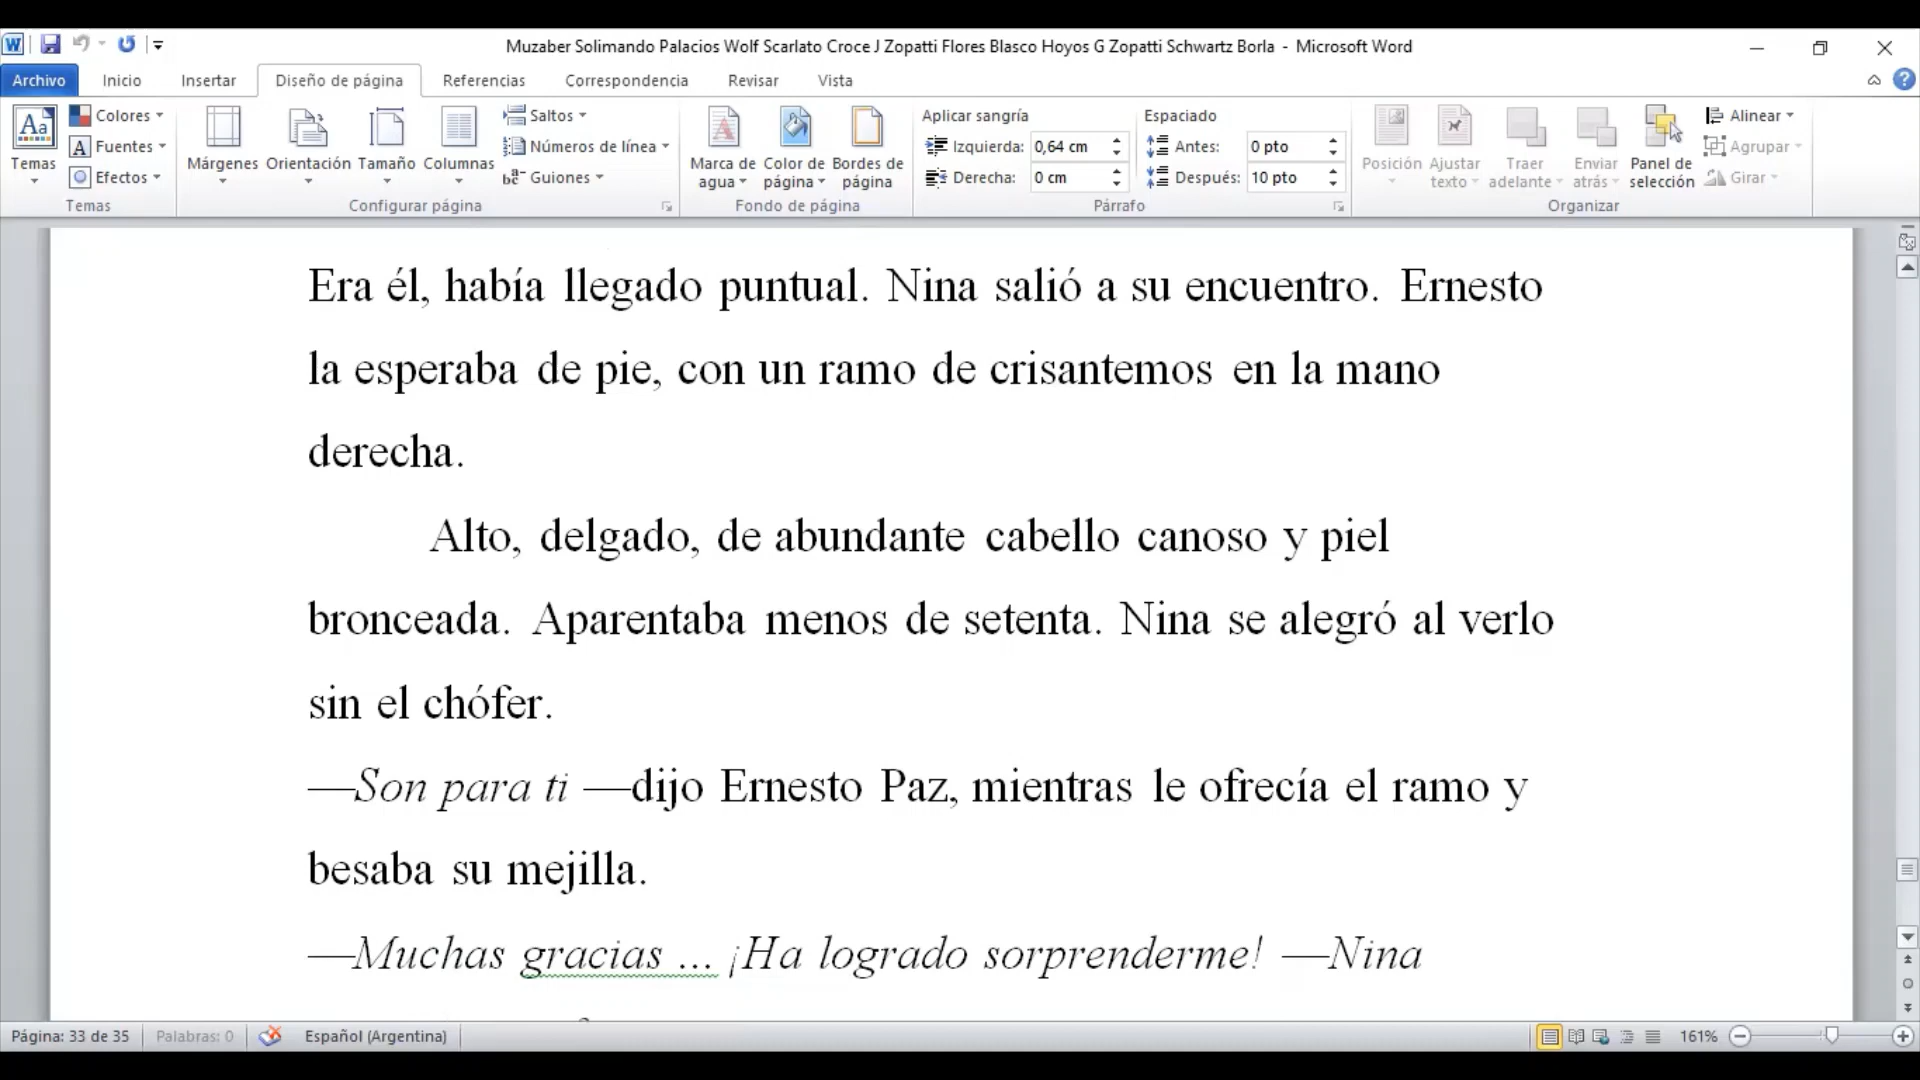 Muzaber Solimando Palacios Wolf Scarlato Croce J Zopatti Flores Blasco Hoyos G Zopatti Schwartz Borla - Microsoft Word
Archivo Inicio Insertar Diseño de página Referencias Correspondencia Revisar Vista
Colores Saltos Aplicar sangría Espaciado Alinear
Fuentes Números de línea Izquierda: 0,64 cm Antes: 0 pto Agrupar
Temas Márgenes Orientación Tamaño Columnas Marca de agua Color de página Bordes de página Posición Ajustar texto Traer adelante Enviar atrás Panel de selección
Efectos Guiones Derecha: 0 cm Después: 10 pto Girar
Temas Configurar página Fondo de página Párrafo Organizar
Era él, había llegado puntual. Nina salió a su encuentro. Ernesto
la esperaba de pie, con un ramo de crisantemos en la mano
derecha.
Alto, delgado, de abundante cabello canoso y piel
bronceada. Aparentaba menos de setenta. Nina se alegró al verlo
sin el chófer.
—Son para ti —dijo Ernesto Paz, mientras le ofrecía el ramo y
besaba su mejilla.
—Muchas gracias ... ¡Ha logrado sorprenderme! —Nina
Página: 33 de 35 Palabras: 0 Español (Argentina) 161%